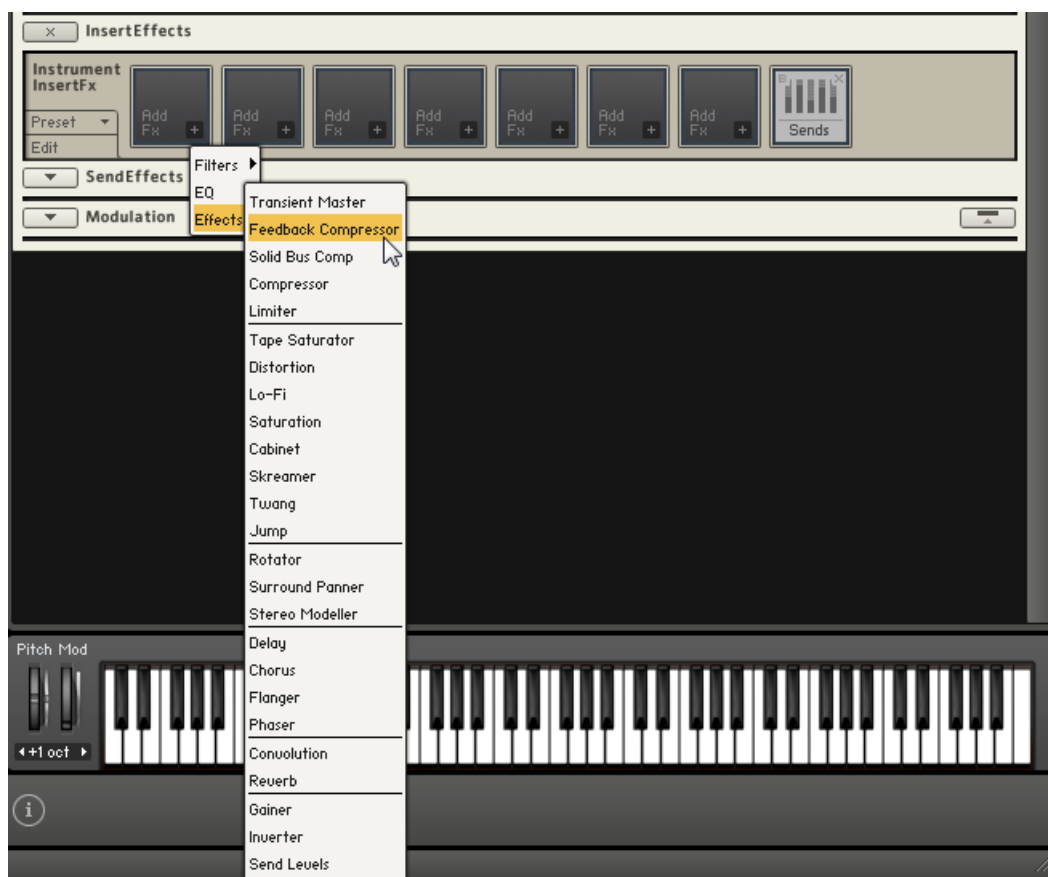 × InsertEffects
Instrument
InsertFx
Preset
Edit
Add
Fx +
Add
Fx +
Add
Fx +
Add
Fx +
Add
Fx +
Add
Fx +
Add
Fx +
B ×
Sends
SendEffects
Modulation
Filters
EQ
Effects
Transient Master
Feedback Compressor
Solid Bus Comp
Compressor
Limiter
Tape Saturator
Distortion
Lo-Fi
Saturation
Cabinet
Skreamer
Twang
Jump
Rotator
Surround Panner
Stereo Modeller
Delay
Chorus
Flanger
Phaser
Convolution
Reverb
Gainer
Inverter
Send Levels
Pitch Mod
+1 oct
i